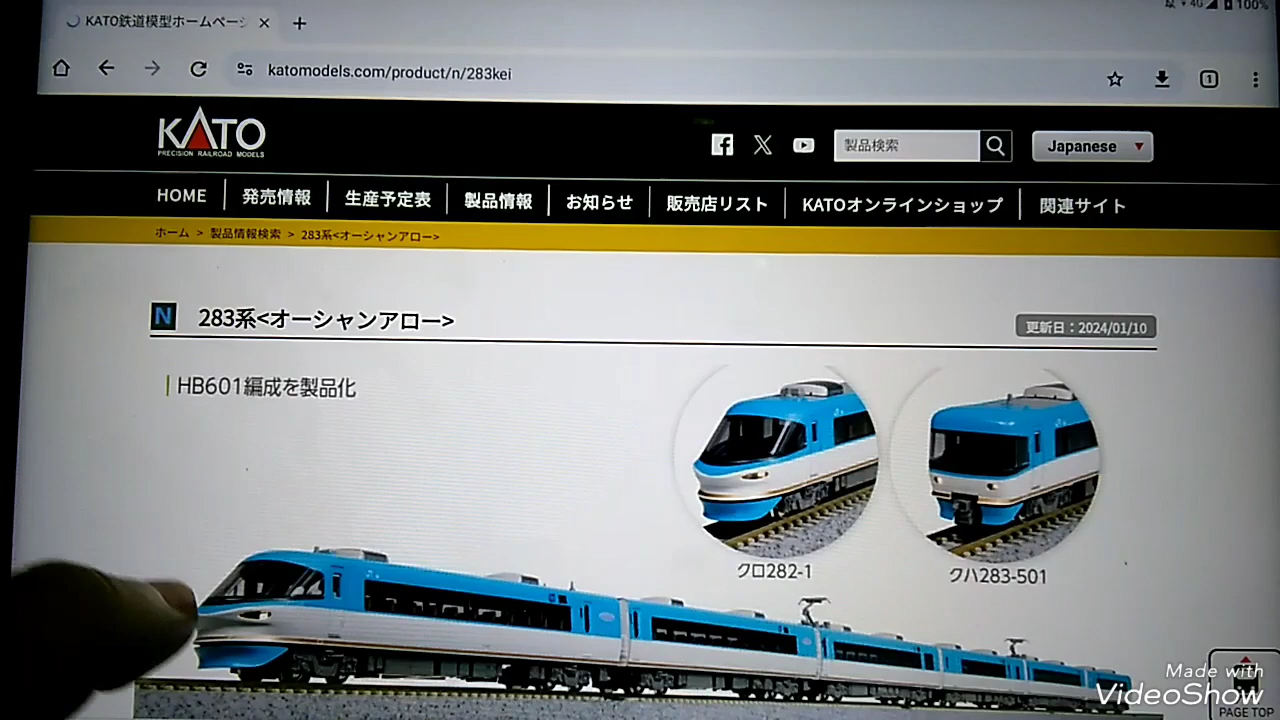 KATO鉄道模型ホームページ
4G 100%
katomodels.com/product/n/283kei
1
KATO
PRECISION RAILROAD MODELS
製品検索
Japanese
HOME
発売情報
生産予定表
製品情報
お知らせ
販売店リスト
KATOオンラインショップ
関連サイト
ホーム > 製品情報検索 > 283系<オーシャンアロー>
N 283系<オーシャンアロー>
更新日：2024/01/10
HB601編成を製品化
クロ282-1
クハ283-501
Made with
VideoShow
PAGE TOP